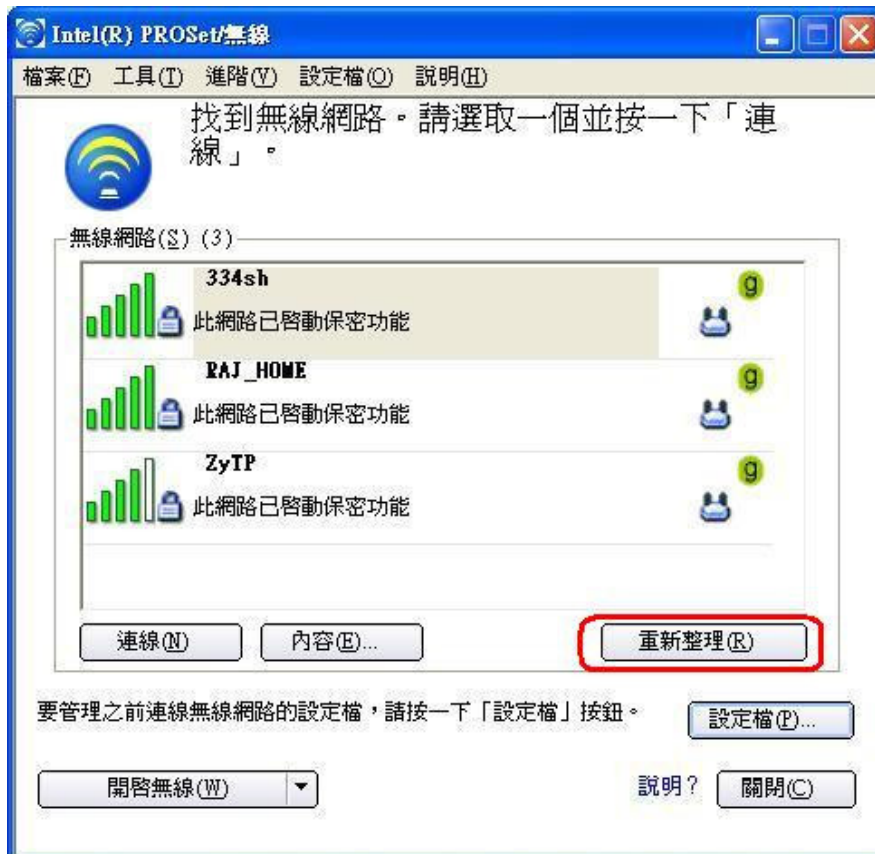 Intel(R) PROSet/無線
檔案(F) 工具(T) 進階(V) 設定檔(O) 說明(H)
找到無線網路。請選取一個並按一下「連
線」。
無線網路(S) (3)
334sh
g
此網路已啓動保密功能
RAJ_HOME
g
此網路已啓動保密功能
ZyTP
g
此網路已啓動保密功能
連線(N) 內容(E)... 重新整理(R)
要管理之前連線無線網路的設定檔，請按一下「設定檔」按鈕。 設定檔(P)...
開啓無線(W) 說明? 關閉(C)